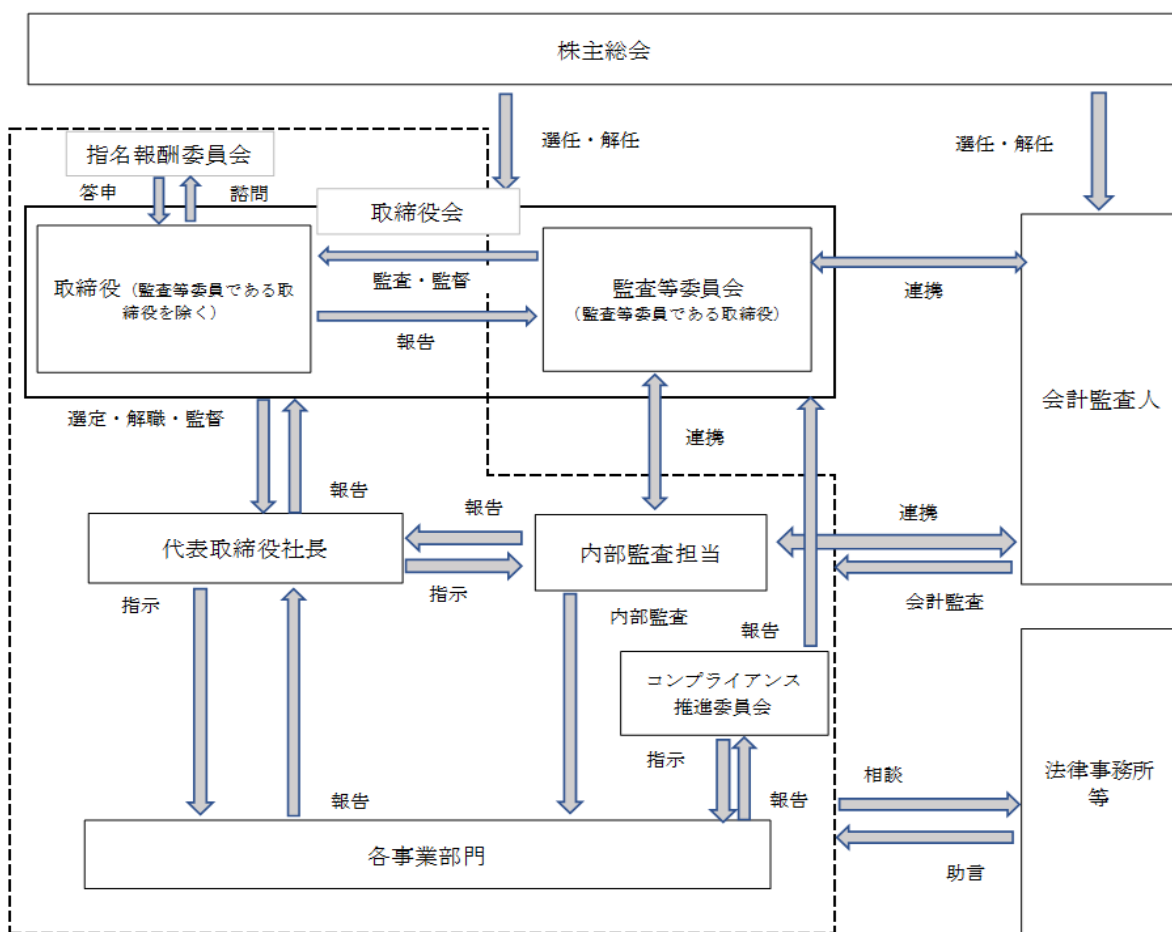 株主総会
選任・解任
選任・解任
指名報酬委員会
答申
諮問
取締役会
取締役（監査等委員である取
締役を除く）
監査・監督
報告
監査等委員会
（監査等委員である取締役）
連携
会計監査人
選定・解職・監督
報告
連携
報告
代表取締役社長
指示
内部監査担当
連携
会計監査
指示
内部監査
報告
コンプライアンス
推進委員会
指示
報告
報告
相談
法律事務所
等
助言
各事業部門